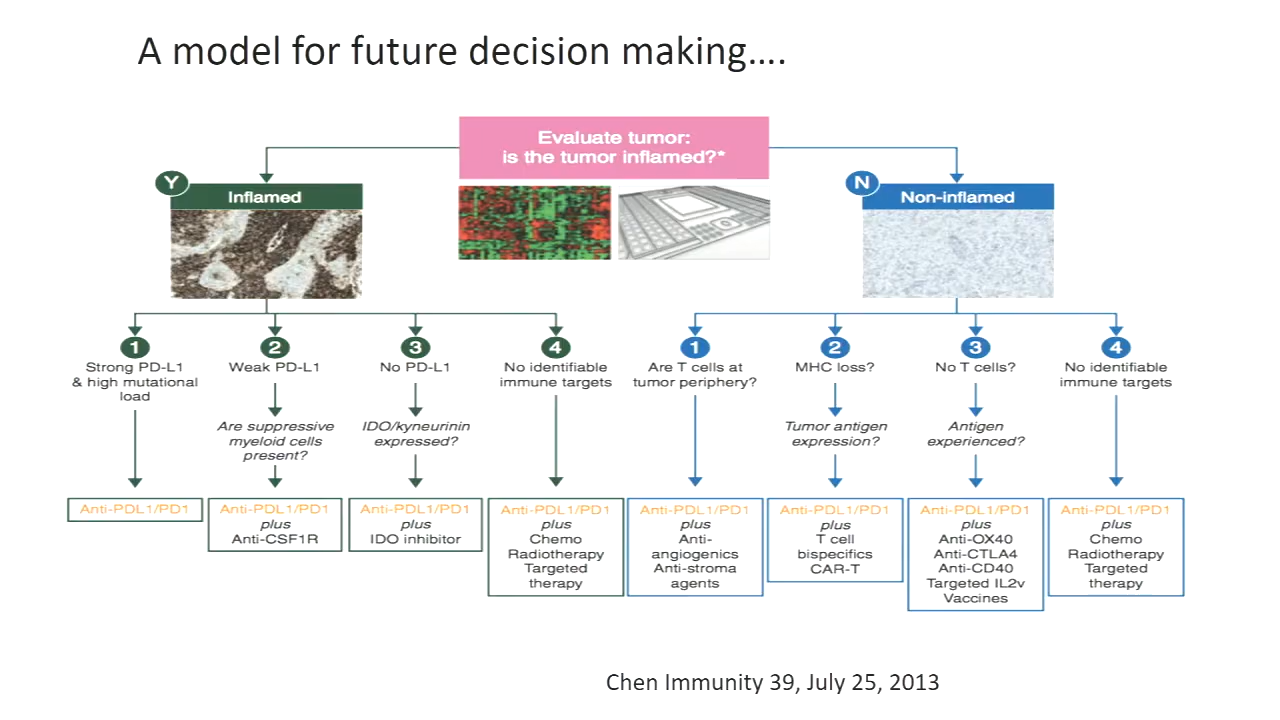 A model for future decision making....
Evaluate tumor:
is the tumor inflamed?*
Y
Inflamed
N
Non-inflamed
1
Strong PD-L1
& high mutational
load
Anti-PDL1/PD1
2
Weak PD-L1
Are suppressive
myeloid cells
present?
Anti-PDL1/PD1
plus
Anti-CSF1R
3
No PD-L1
IDO/kyneurinin
expressed?
Anti-PDL1/PD1
plus
IDO inhibitor
4
No identifiable
immune targets
Anti-PDL1/PD1
plus
Chemo
Radiotherapy
Targeted
therapy
1
Are T cells at
tumor periphery?
Anti-PDL1/PD1
plus
Anti-
angiogenics
Anti-stroma
agents
2
MHC loss?
Tumor antigen
expression?
Anti-PDL1/PD1
plus
T cell
bispecifics
CAR-T
3
No T cells?
Antigen
experienced?
Anti-PDL1/PD1
plus
Anti-OX40
Anti-CTLA4
Anti-CD40
Targeted IL2v
Vaccines
4
No identifiable
immune targets
Anti-PDL1/PD1
plus
Chemo
Radiotherapy
Targeted
therapy
Chen Immunity 39, July 25, 2013